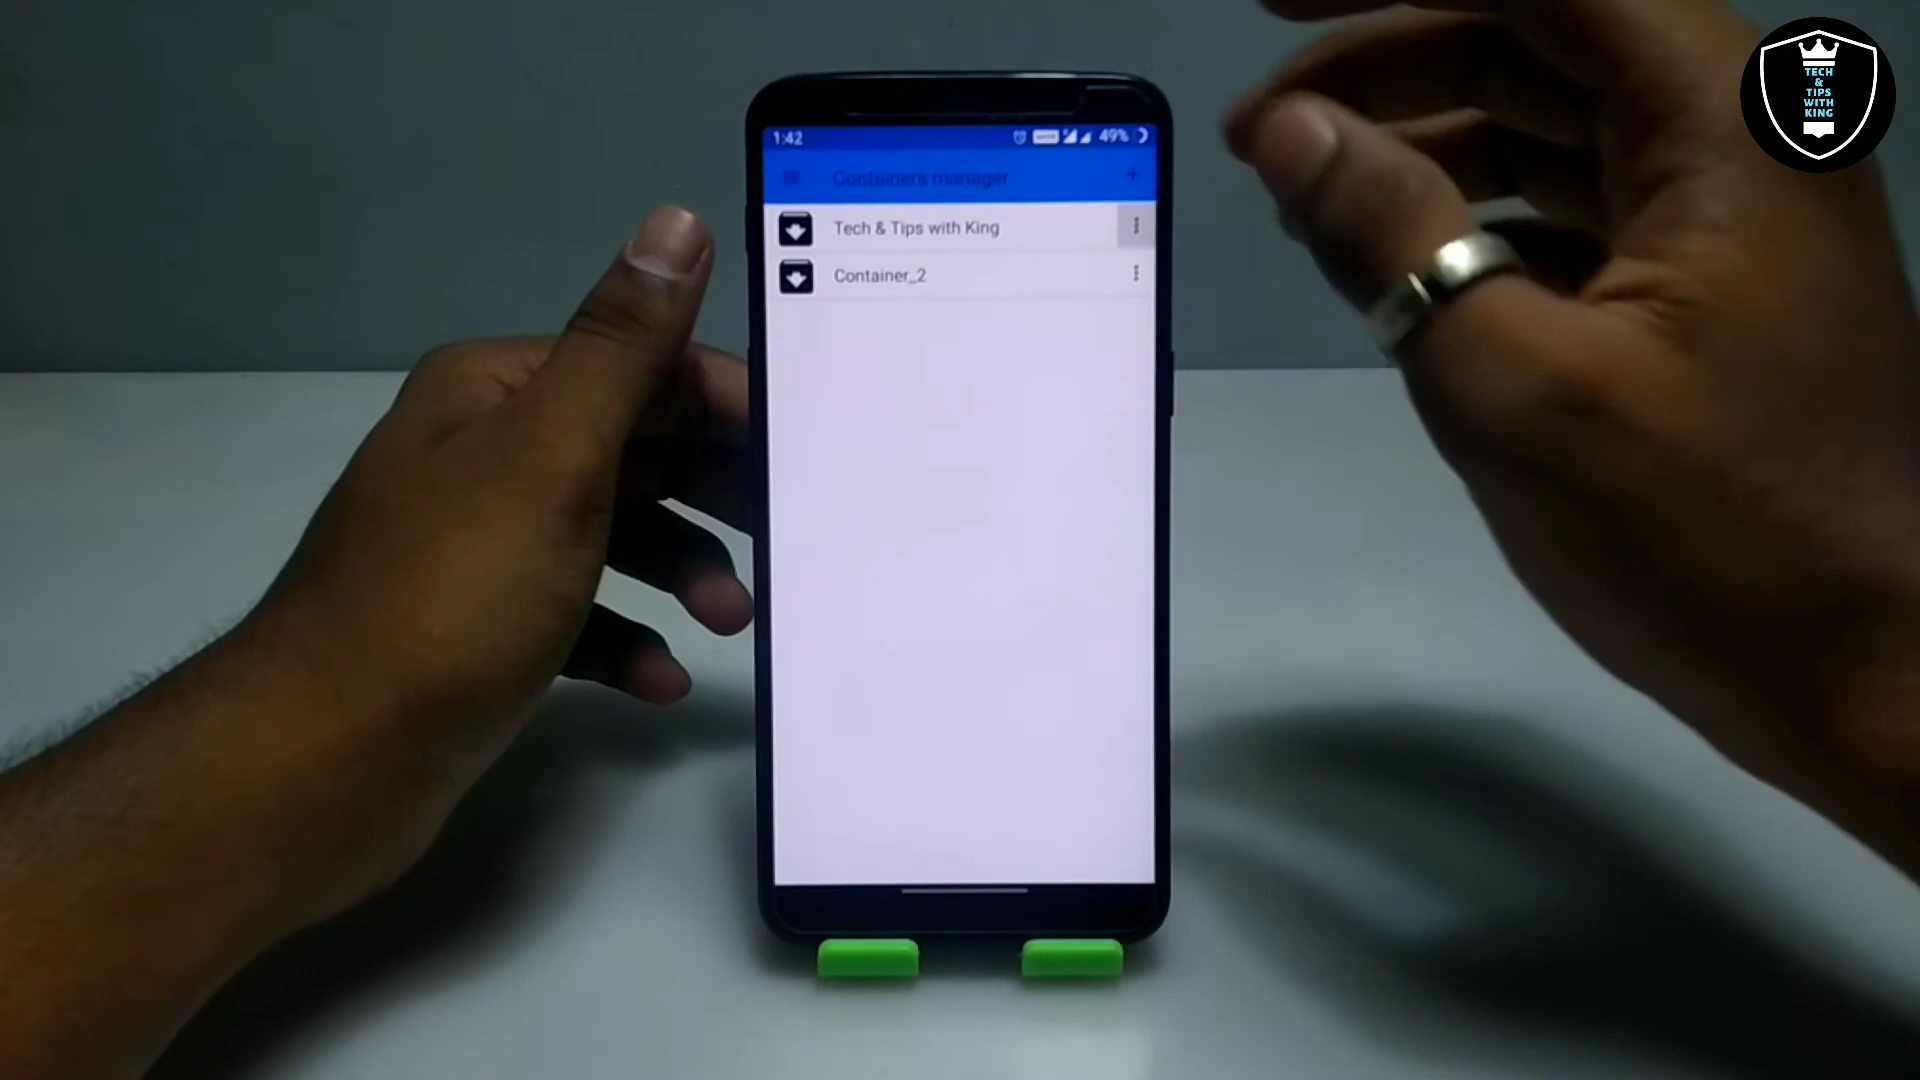 TECH
&
TIPS
WITH
KING
1:42
49%
Containers manager
Tech & Tips with King
Container_2